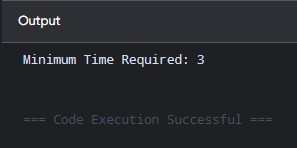 Output
Minimum Time Required: 3
=== Code Execution Successful ===